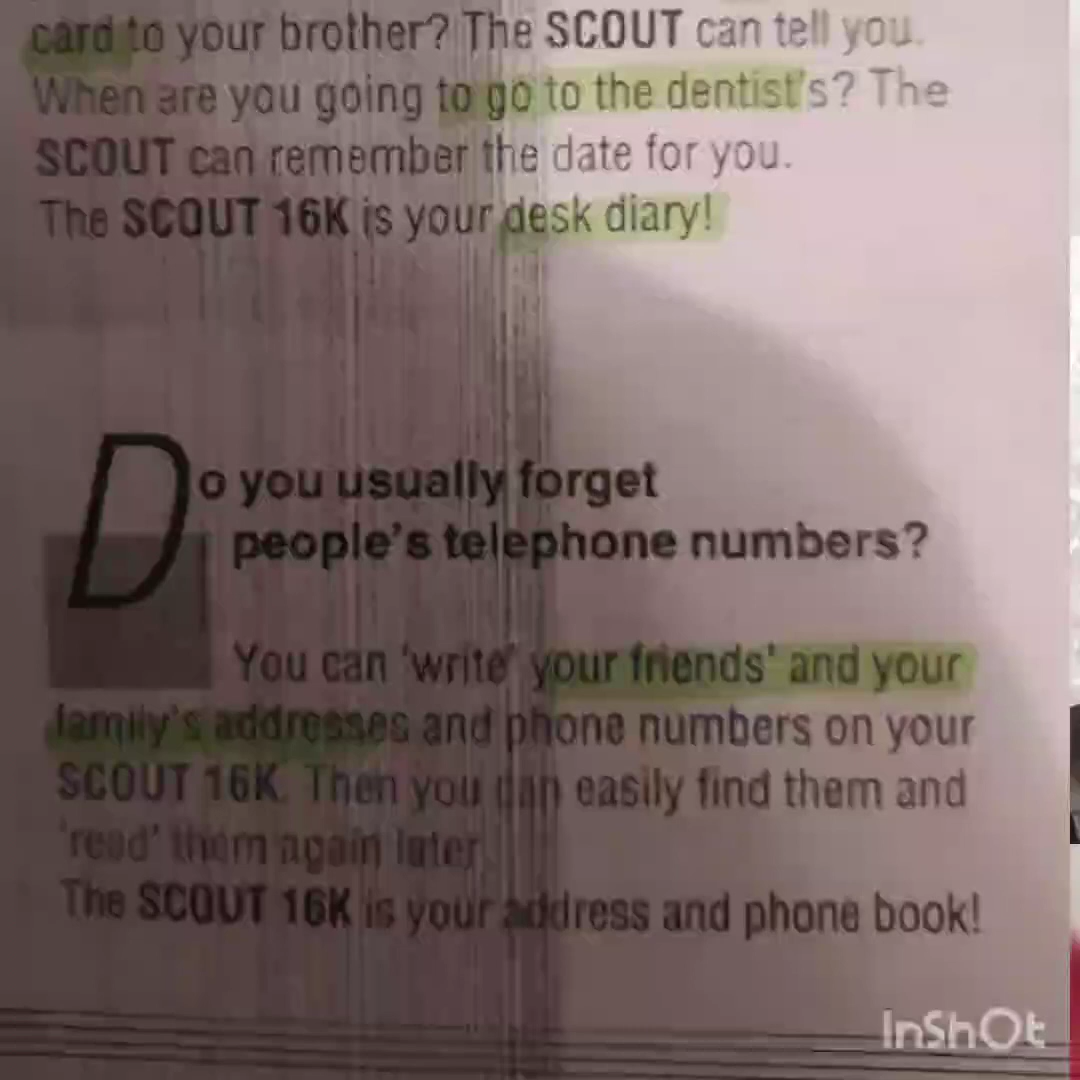 card to your brother? The SCOUT can tell you.
When are you going to go to the dentist's? The
SCOUT can remember the date for you.
The SCOUT 16K is your desk diary!
Do you usually forget
people's telephone numbers?
You can 'write' your friends' and your
family's addresses and phone numbers on your
SCOUT 16K. Then you can easily find them and
'read' them again later.
The SCOUT 16K is your address and phone book!
InShOt